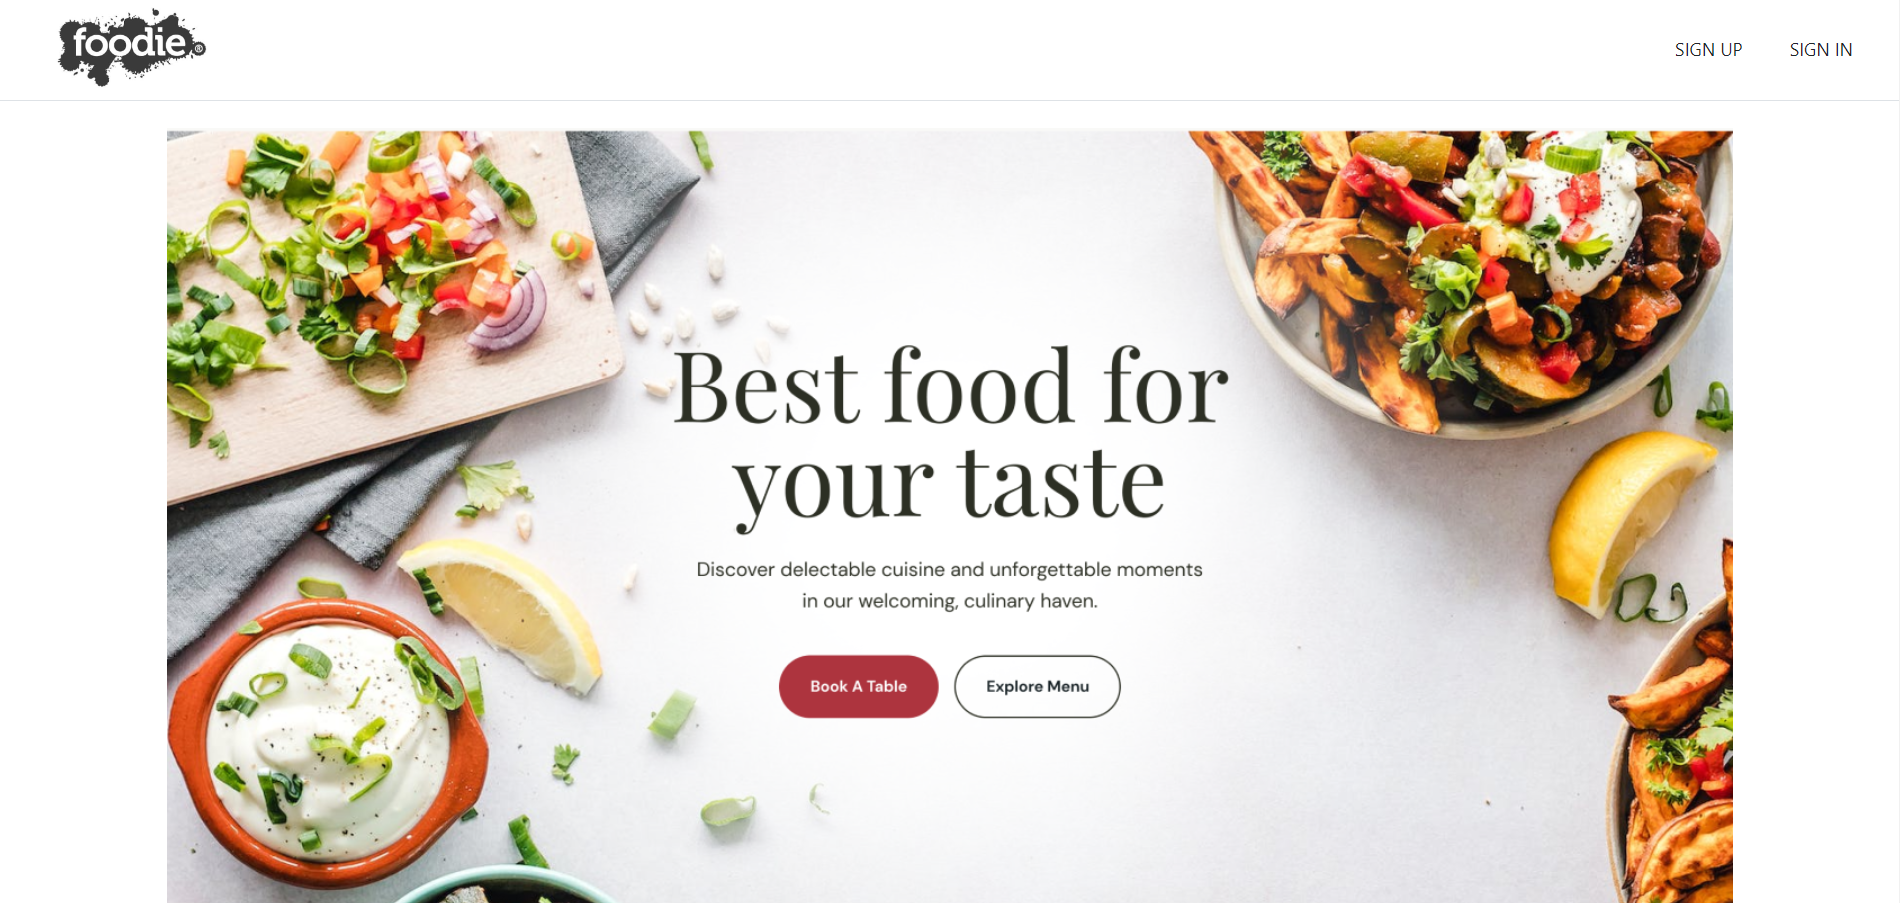 foodie®
SIGN UP
SIGN IN
Best food for
your taste
Discover delectable cuisine and unforgettable moments
in our welcoming, culinary haven.
Book A Table
Explore Menu